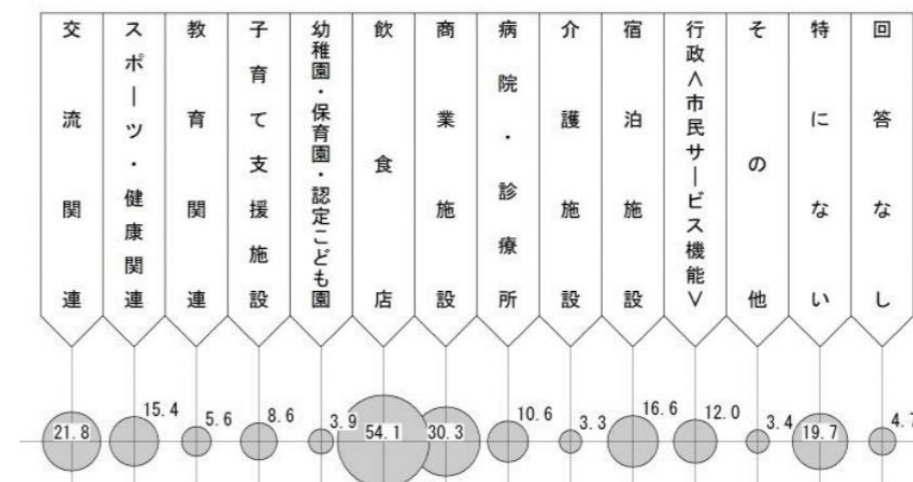 交流関連
スポーツ・健康関連
教育関連
子育て支援施設
幼稚園・保育園・認定こども園
飲食店
商業施設
病院・診療所
介護施設
宿泊施設
行政<市民サービス機能>
その他
特にない
回答なし
21.8
15.4
5.6
8.6
3.9
54.1
30.3
10.6
3.3
16.6
12.0
3.4
19.7
4.7